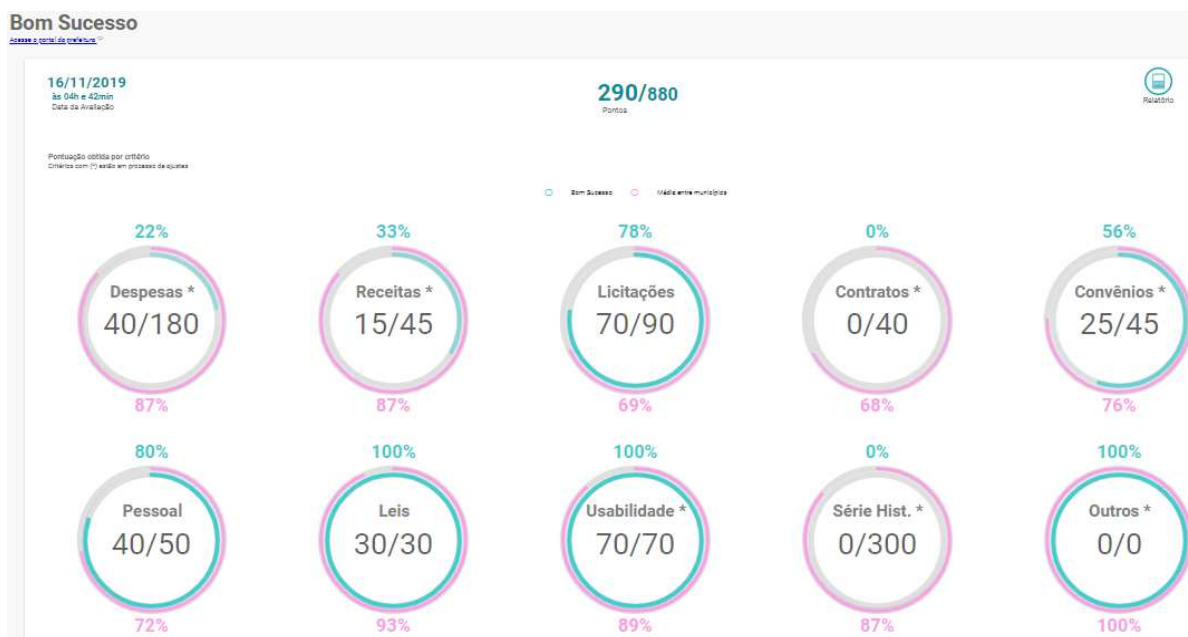 Bom Sucesso
Acesse o portal da prefeitura
16/11/2019
às 04h e 42min
Data da Avaliação
290/880
Pontos
Relatório
Pontuação obtida por critério
Critérios com (*) estão em processo de ajustes
Bom Sucesso Média entre municípios
22% 33% 78% 0% 56%
Despesas * Receitas * Licitações Contratos * Convênios *
40/180 15/45 70/90 0/40 25/45
87% 87% 69% 68% 76%
80% 100% 100% 0% 100%
Pessoal Leis Usabilidade * Série Hist. * Outros *
40/50 30/30 70/70 0/300 0/0
72% 93% 89% 87% 100%